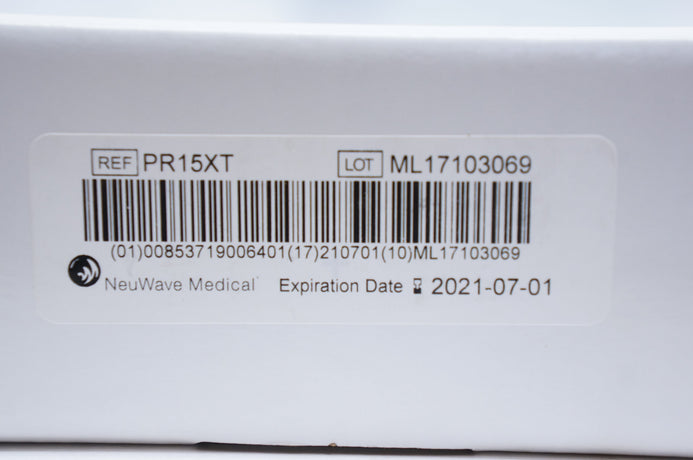 REF PR15XT LOT ML17103069
(01)00853719006401(17)210701(10)ML17103069
NeuWave Medical Expiration Date 2021-07-01